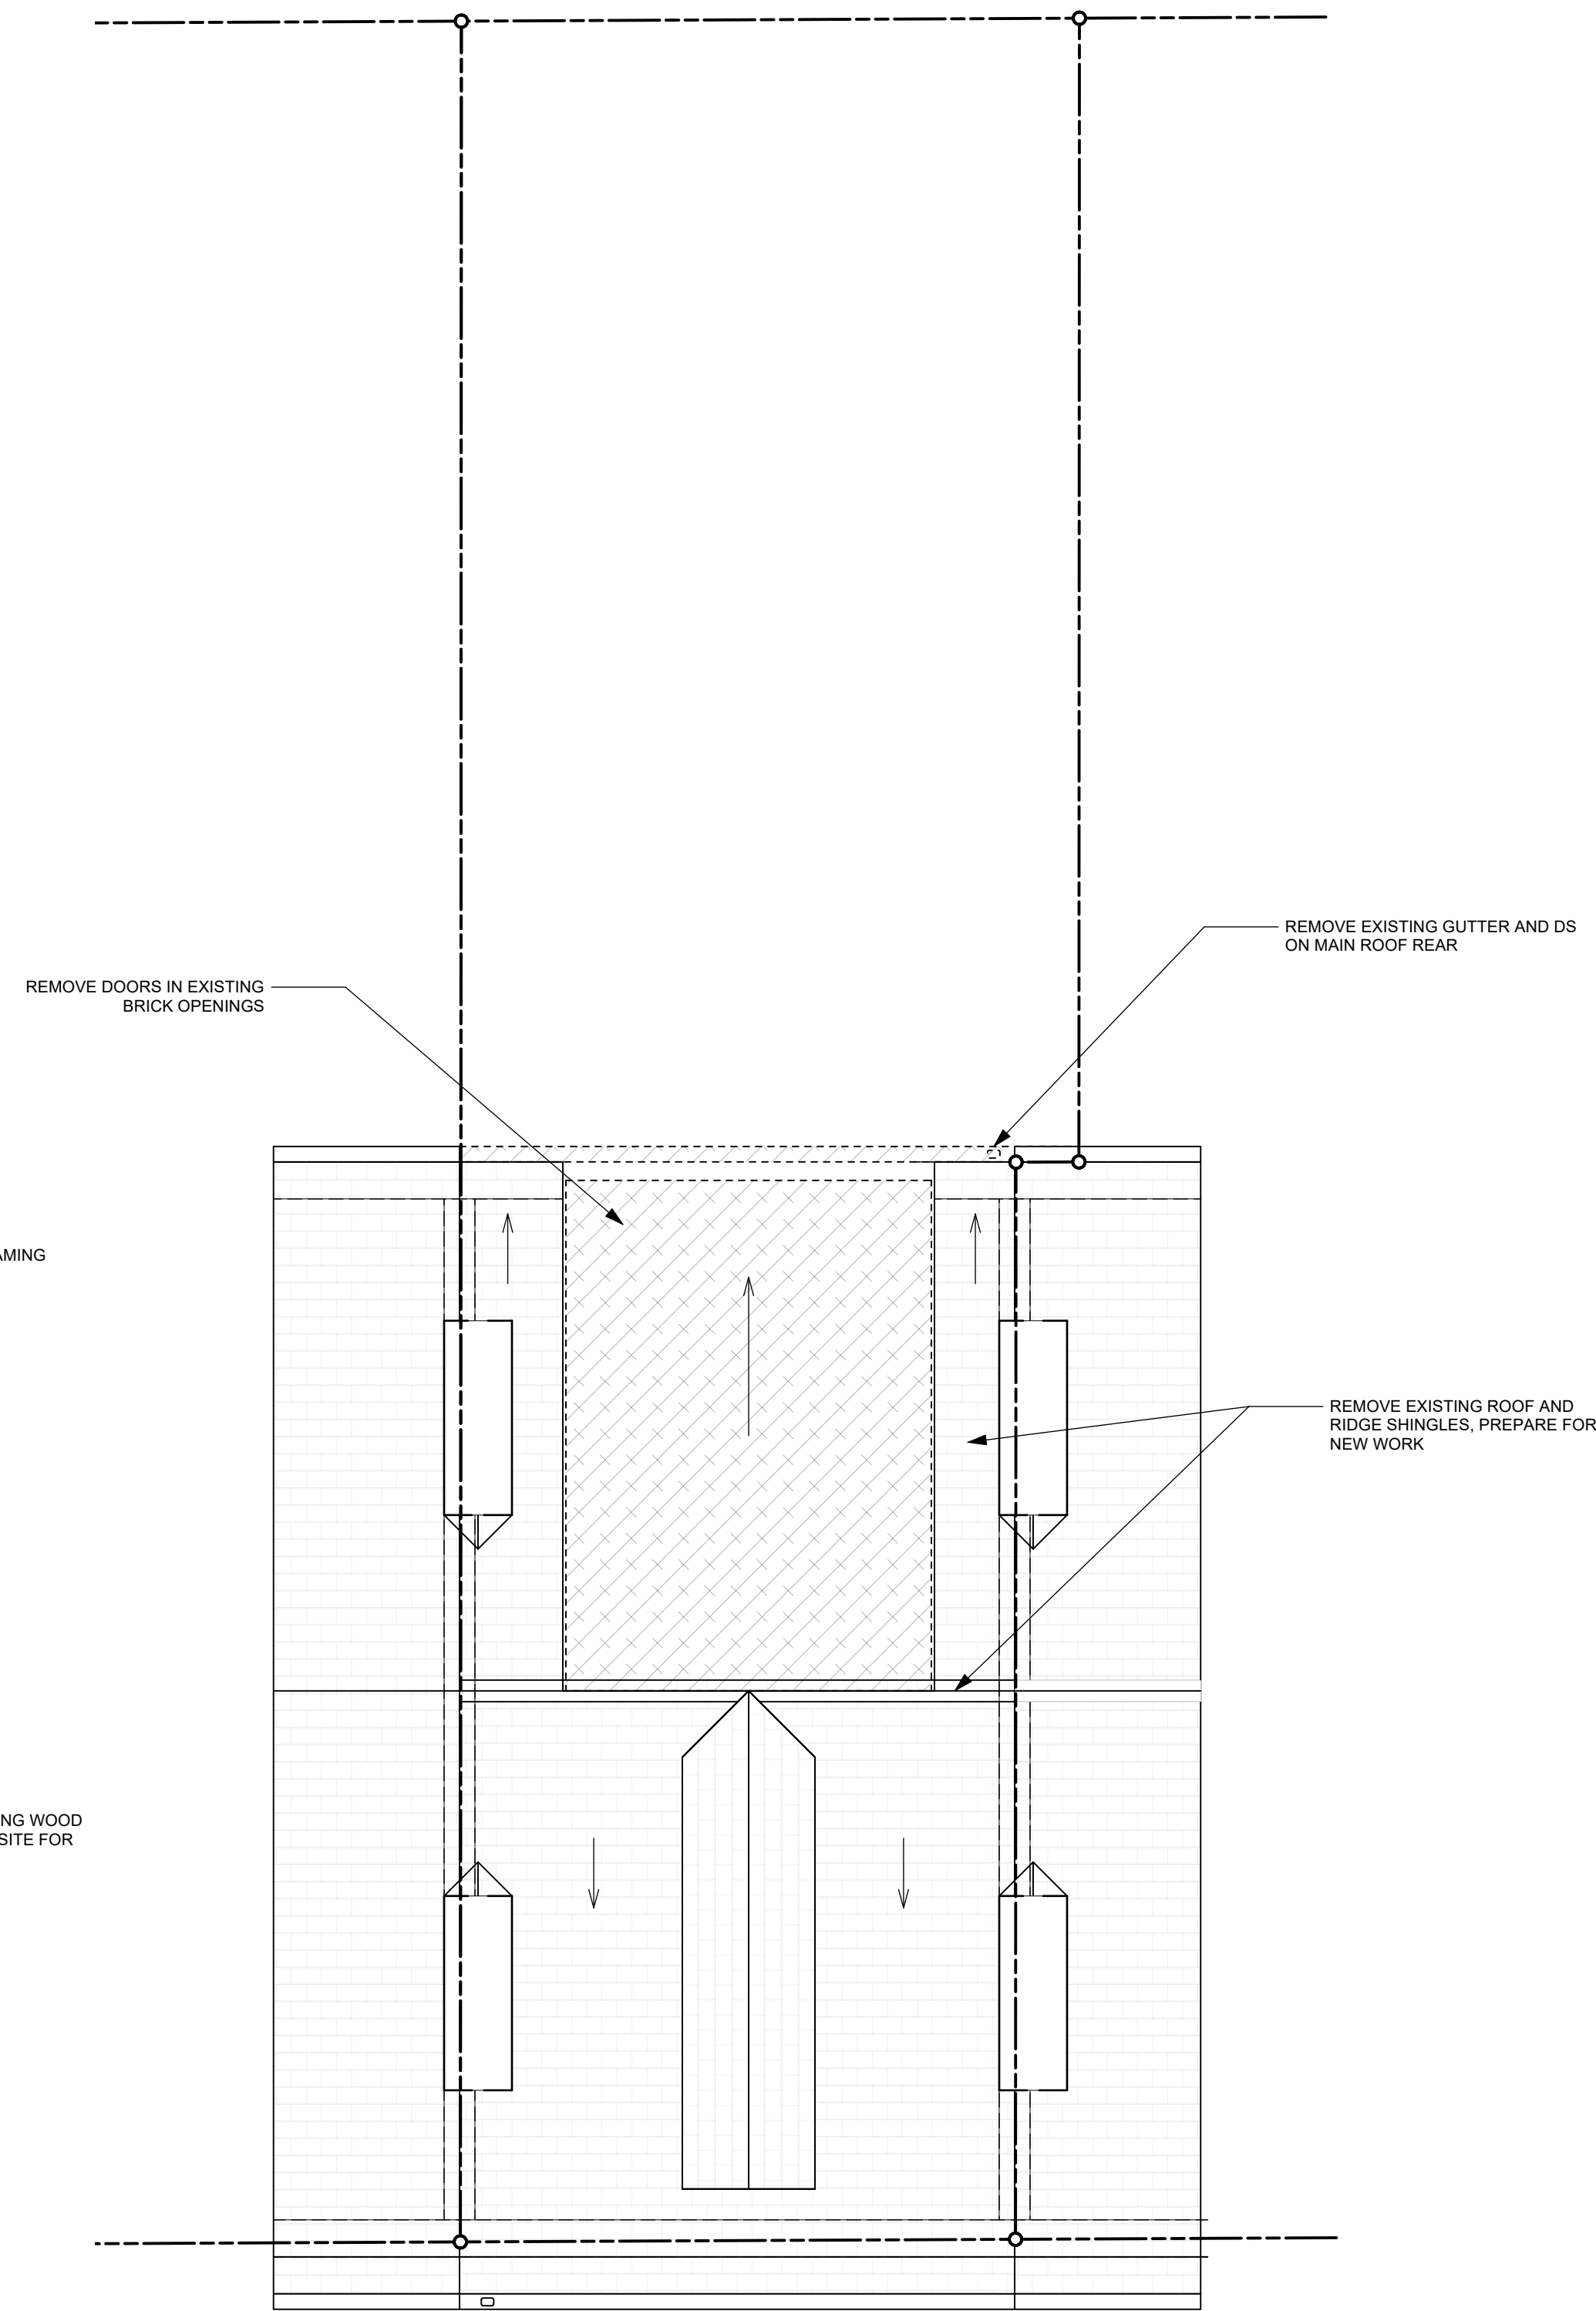 REMOVE EXISTING GUTTER AND DS
ON MAIN ROOF REAR
REMOVE DOORS IN EXISTING
BRICK OPENINGS
AMING
REMOVE EXISTING ROOF AND
RIDGE SHINGLES, PREPARE FOR
NEW WORK
NG WOOD
SITE FOR